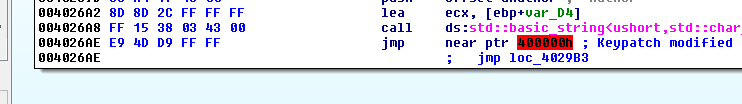 004026A2 8D 8D 2C FF FF FF lea ecx, [ebp+var_D4]
004026A8 FF 15 38 03 43 00 call ds:std::basic_string<ushort,std::char_
004026AE E9 4D D9 FF FF jmp near ptr 400000h ; Keypatch modified
004026AE ; jmp loc_4029B3